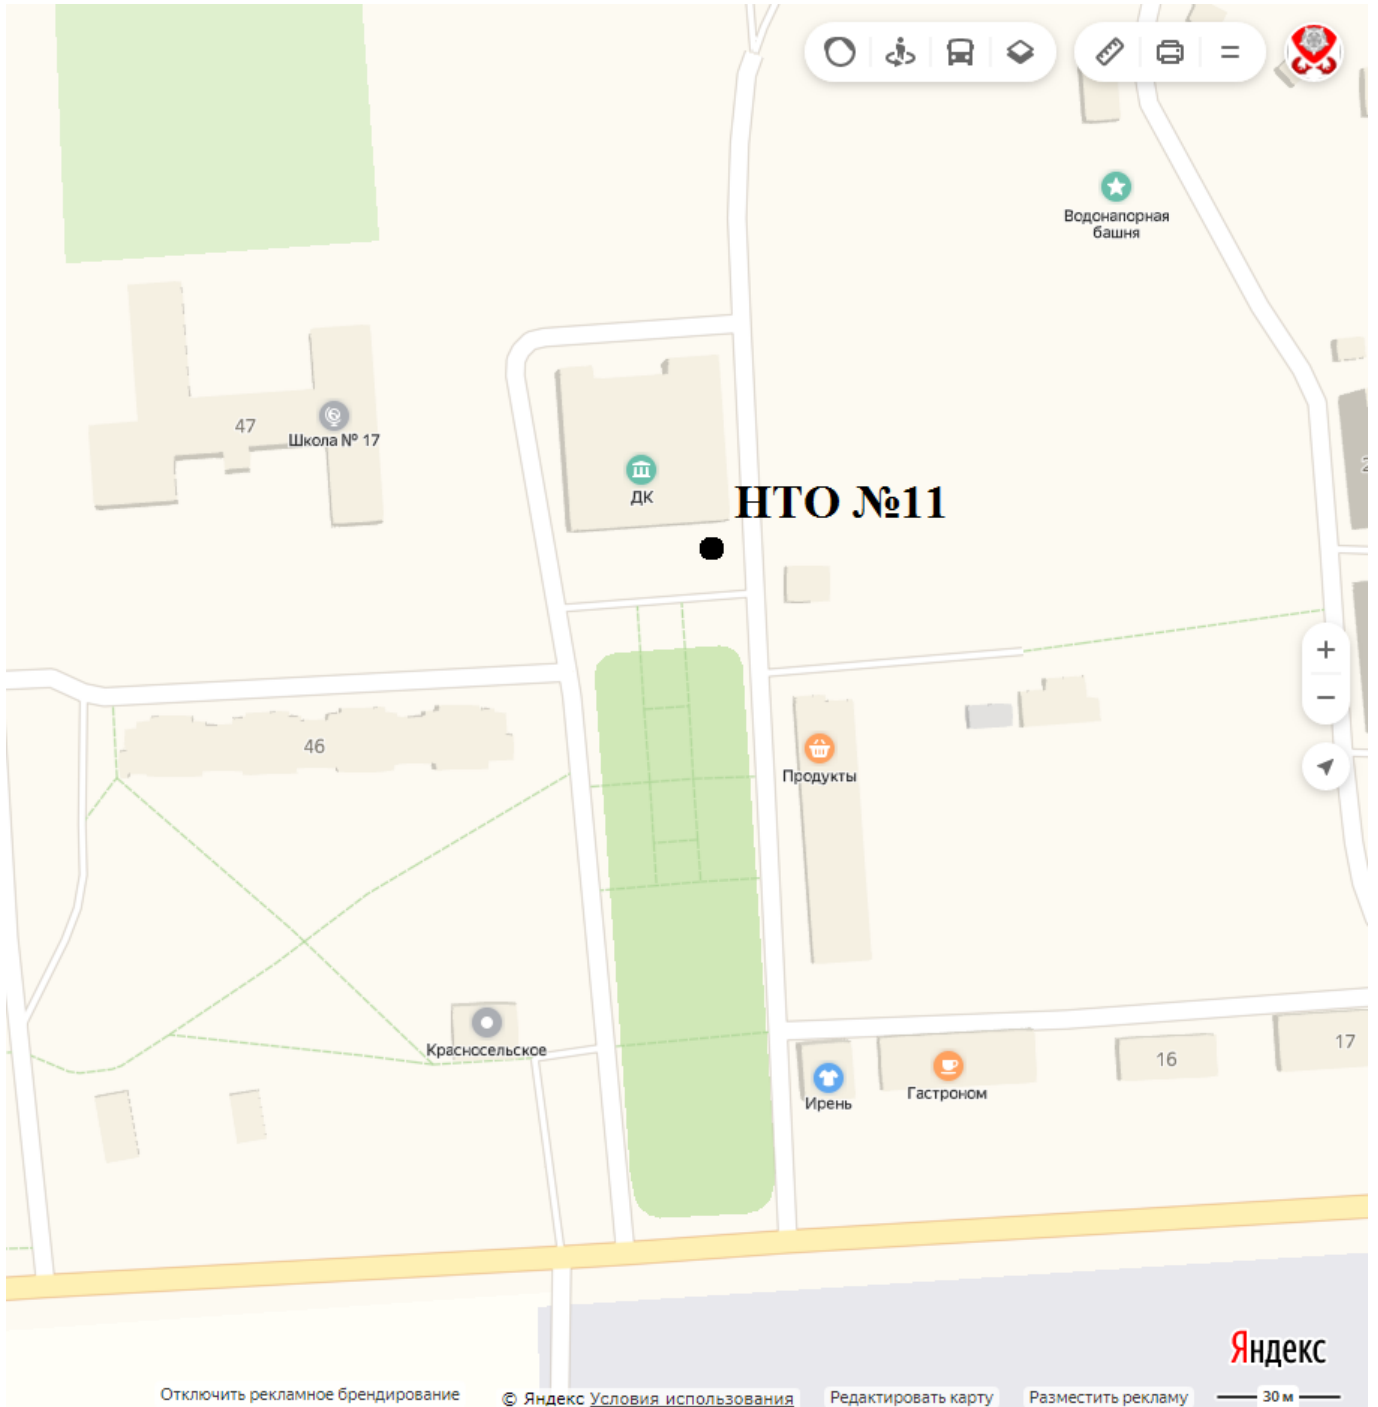 Водонапорная
башня
47
Школа № 17
ДК
НТО №11
46
Продукты
Красносельское
Ирень
Гастроном
16
17
Яндекс
Отключить рекламное брендирование
© Яндекс Условия использования
Редактировать карту
Разместить рекламу
30 м